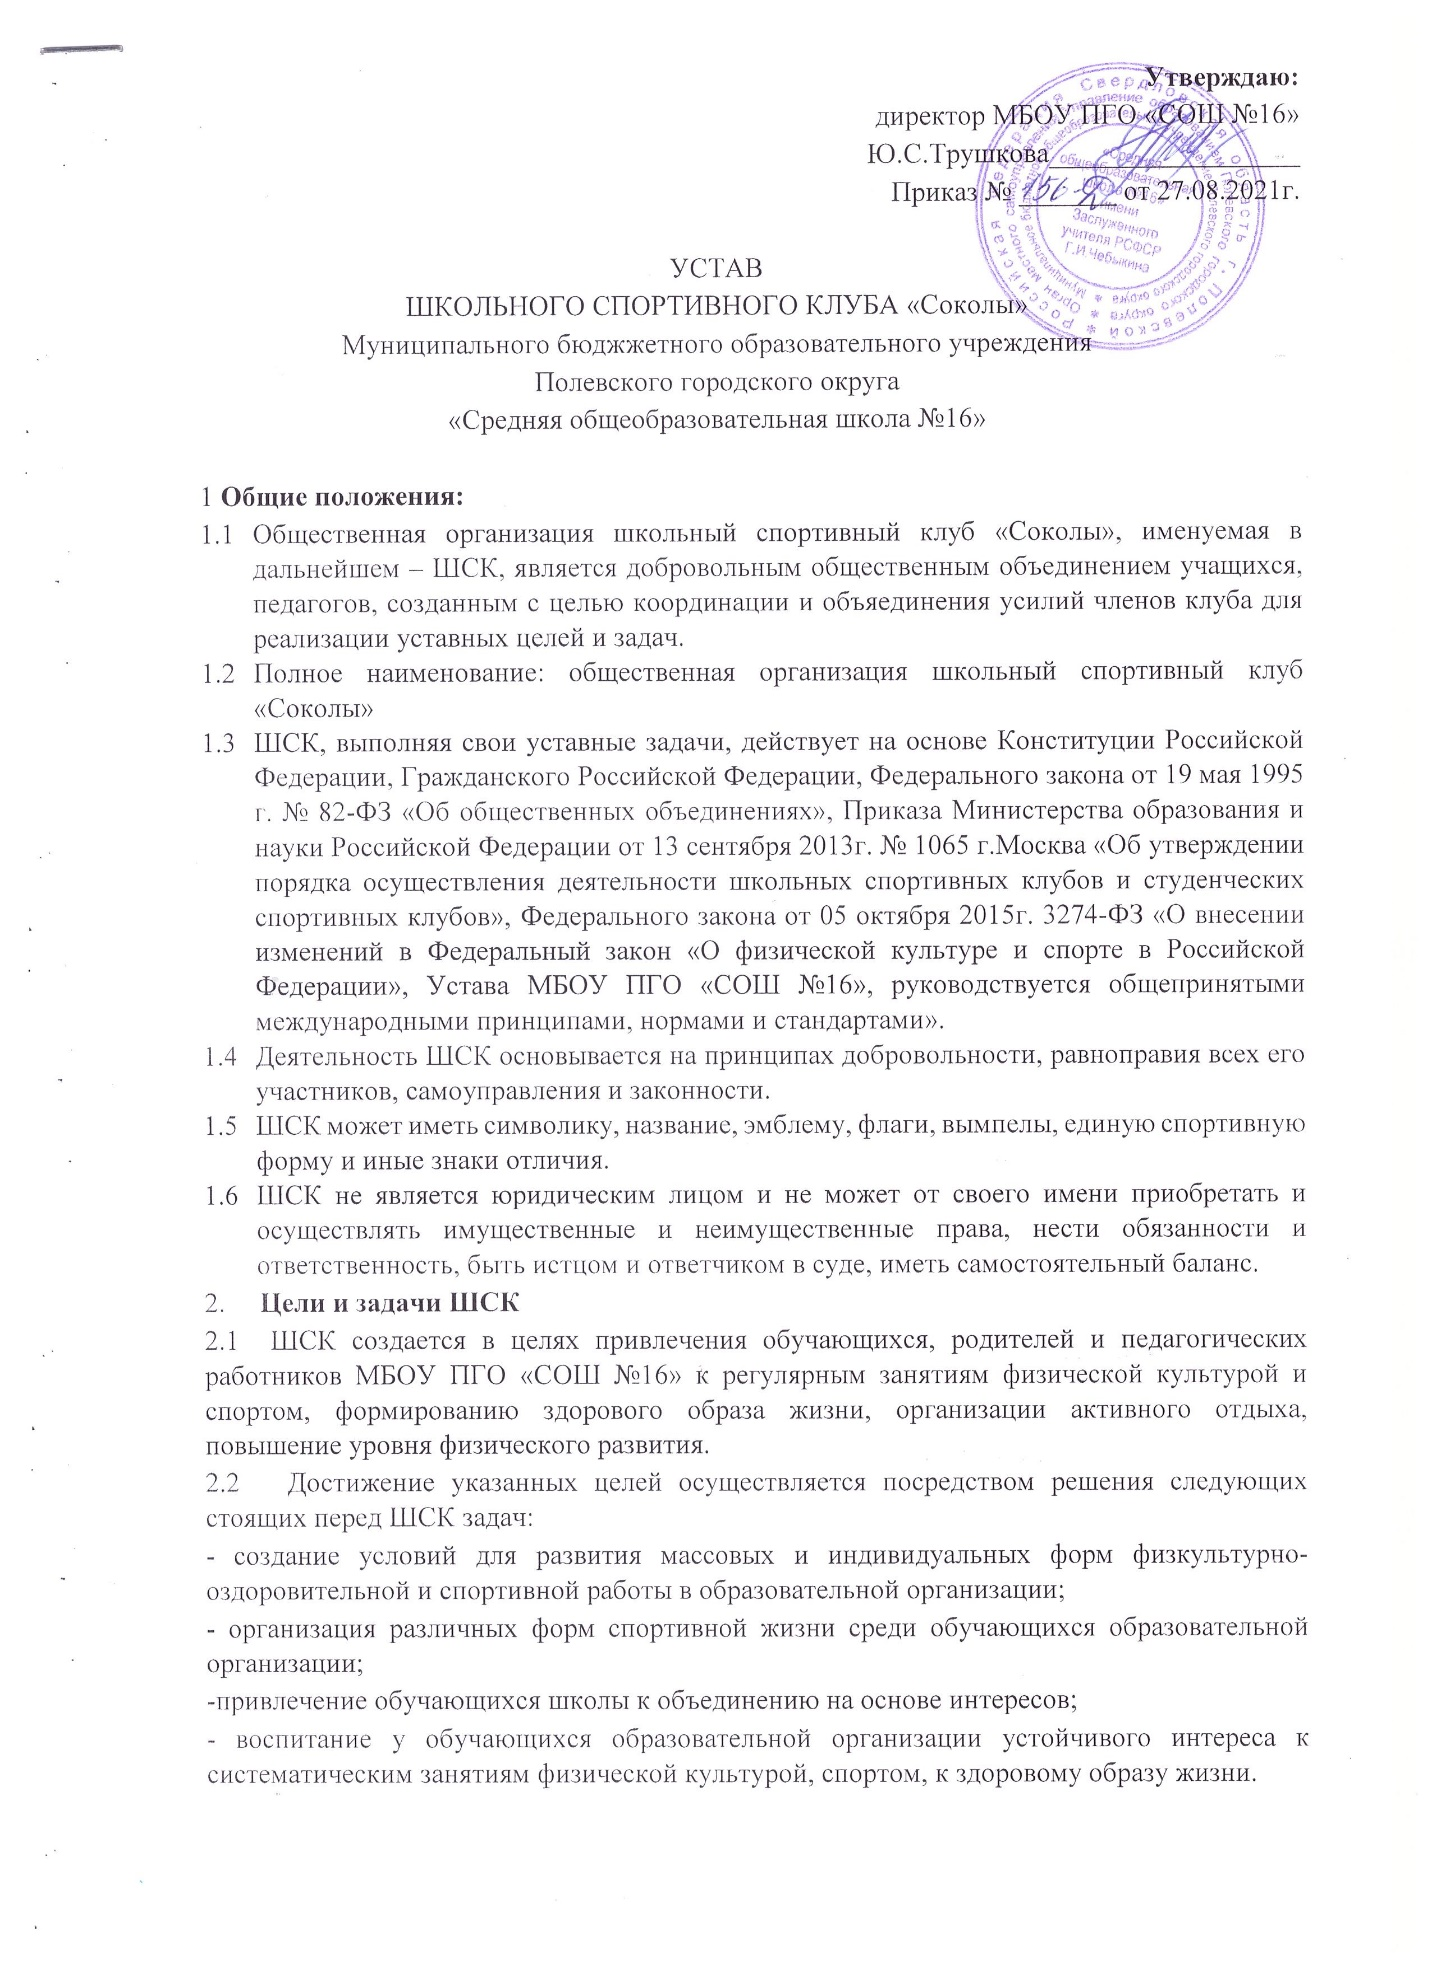 Утверждаю:
директор МБОУ ПГО «СОШ №16»
Ю.С.Трушкова
Приказ № 156-Д от 27.08.2021г.
«Средняя
общеобразовательная
школа №16»
имени
Заслуженного
учителя РСФСР
Г.И.Чебыкина
УСТАВ
ШКОЛЬНОГО СПОРТИВНОГО КЛУБА «Соколы»
Муниципального бюджжетного образовательного учреждения
Полевского городского округа
«Средняя общеобразовательная школа №16»
1 Общие положения:
1.1 Общественная организация школьный спортивный клуб «Соколы», именуемая в
дальнейшем – ШСК, является добровольным общественным объединением учащихся,
педагогов, созданным с целью координации и объяединения усилий членов клуба для
реализации уставных целей и задач.
1.2 Полное наименование: общественная организация школьный спортивный клуб
«Соколы»
1.3 ШСК, выполняя свои уставные задачи, действует на основе Конституции Российской
Федерации, Гражданского Российской Федерации, Федерального закона от 19 мая 1995
г. № 82-ФЗ «Об общественных объединениях», Приказа Министерства образования и
науки Российской Федерации от 13 сентября 2013г. № 1065 г.Москва «Об утверждении
порядка осуществления деятельности школьных спортивных клубов и студенческих
спортивных клубов», Федерального закона от 05 октября 2015г. 3274-ФЗ «О внесении
изменений в Федеральный закон «О физической культуре и спорте в Российской
Федерации», Устава МБОУ ПГО «СОШ №16», руководствуется общепринятыми
международными принципами, нормами и стандартами».
1.4 Деятельность ШСК основывается на принципах добровольности, равноправия всех его
участников, самоуправления и законности.
1.5 ШСК может иметь символику, название, эмблему, флаги, вымпелы, единую спортивную
форму и иные знаки отличия.
1.6 ШСК не является юридическим лицом и не может от своего имени приобретать и
осуществлять имущественные и неимущественные права, нести обязанности и
ответственность, быть истцом и ответчиком в суде, иметь самостоятельный баланс.
2. Цели и задачи ШСК
2.1 ШСК создается в целях привлечения обучающихся, родителей и педагогических
работников МБОУ ПГО «СОШ №16» к регулярным занятиям физической культурой и
спортом, формированию здорового образа жизни, организации активного отдыха,
повышение уровня физического развития.
2.2 Достижение указанных целей осуществляется посредством решения следующих
стоящих перед ШСК задач:
- создание условий для развития массовых и индивидуальных форм физкультурно-
оздоровительной и спортивной работы в образовательной организации;
- организация различных форм спортивной жизни среди обучающихся образовательной
организации;
-привлечение обучающихся школы к объединению на основе интересов;
- воспитание у обучающихся образовательной организации устойчивого интереса к
систематическим занятиям физической культурой, спортом, к здоровому образу жизни.